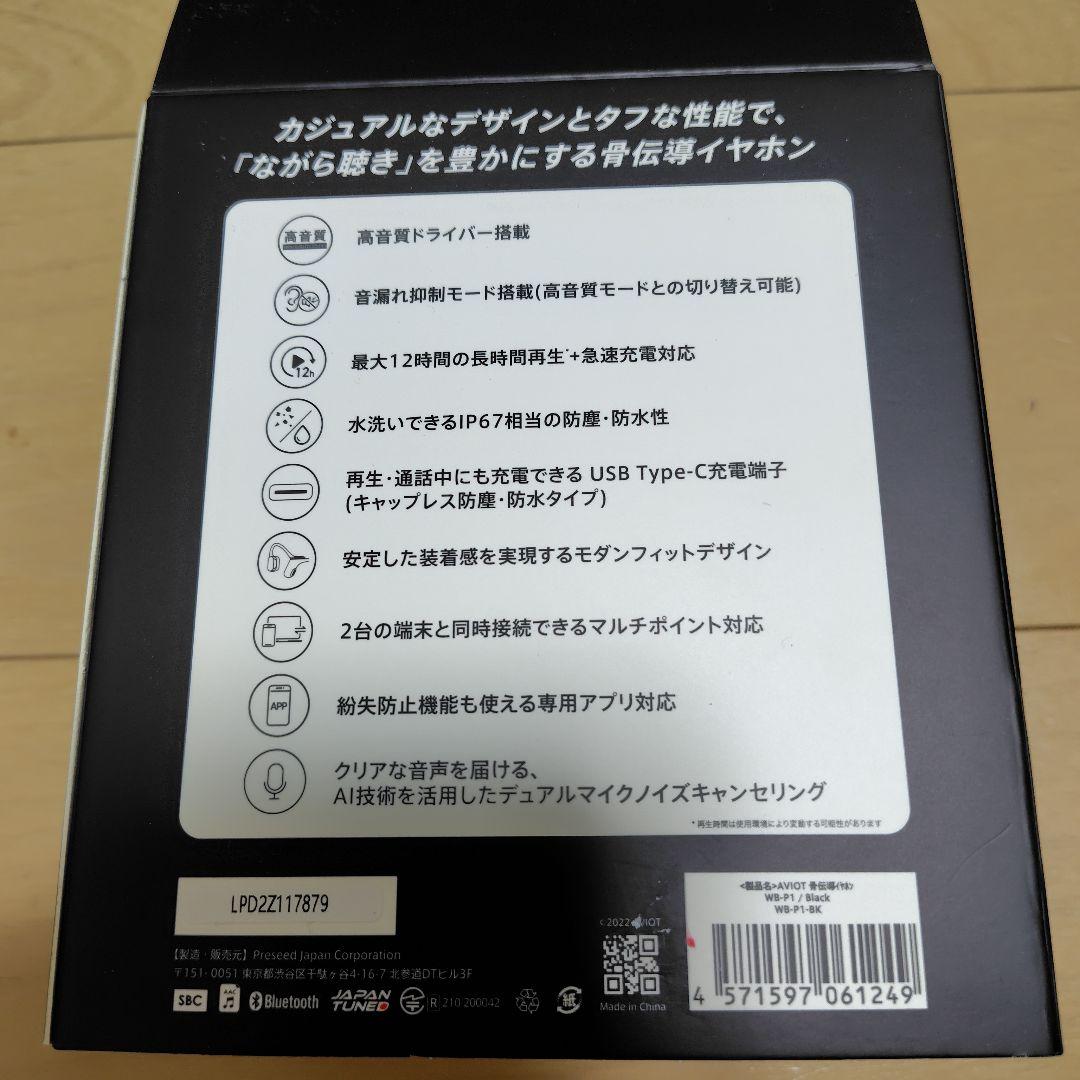 カジュアルなデザインとタフな性能で、
「ながら聴き」を豊かにする骨伝導イヤホン
高音質
高音質ドライバー搭載
音漏れ抑制モード搭載(高音質モードとの切り替え可能)
12h
最大12時間の長時間再生*+急速充電対応
水洗いできるIP67相当の防塵・防水性
再生・通話中にも充電できる USB Type-C充電端子
(キャップレス防塵・防水タイプ)
安定した装着感を実現するモダンフィットデザイン
2台の端末と同時接続できるマルチポイント対応
APP
紛失防止機能も使える専用アプリ対応
クリアな音声を届ける、
AI技術を活用したデュアルマイクノイズキャンセリング
*再生時間は使用環境により変動する可能性があります
LPD2Z117879
<製品名>AVIOT 骨伝導ｲﾔﾎﾝ
WB-P1 / Black
WB-P1-BK
4 571597 061249
© 2022 AVIOT
Made in China
【製造・販売元】Preseed Japan Corporation
〒151-0051 東京都渋谷区千駄ヶ谷4-16-7 北参道DTビル3F
SBC
AAC
Bluetooth
JAPAN TUNED
R 210-200042
紙